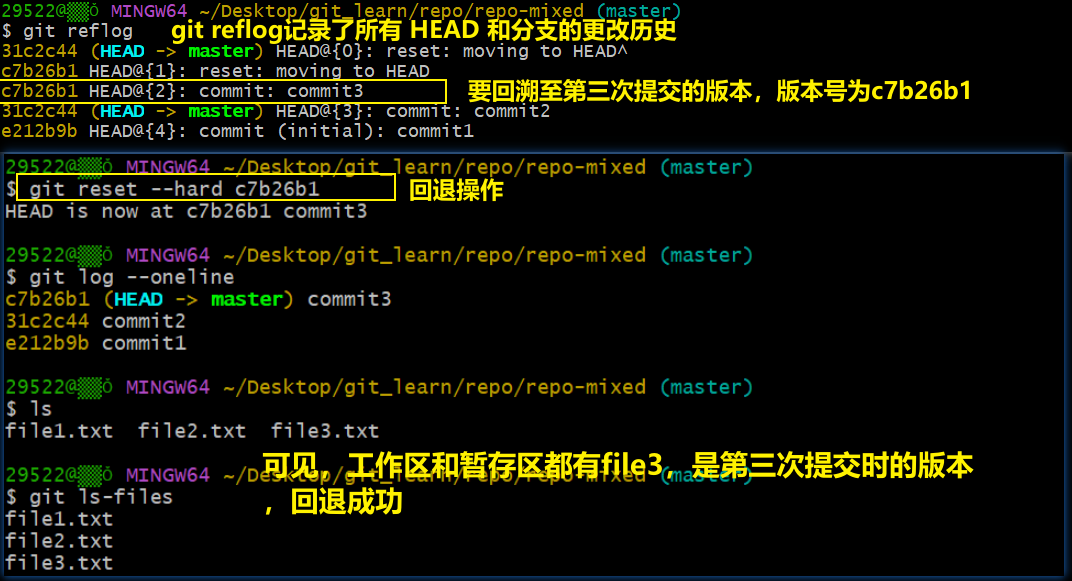 29522@▒▒Ò MINGW64 ~/Desktop/git_learn/repo/repo-mixed (master)
$ git reflog
git reflog记录了所有 HEAD 和分支的更改历史
31c2c44 (HEAD -> master) HEAD@{0}: reset: moving to HEAD^
c7b26b1 HEAD@{1}: reset: moving to HEAD
c7b26b1 HEAD@{2}: commit: commit3
要回溯至第三次提交的版本，版本号为c7b26b1
31c2c44 (HEAD -> master) HEAD@{3}: commit: commit2
e212b9b HEAD@{4}: commit (initial): commit1
29522@▒▒Ò MINGW64 ~/Desktop/git_learn/repo/repo-mixed (master)
$ git reset --hard c7b26b1
回退操作
HEAD is now at c7b26b1 commit3
29522@▒▒Ò MINGW64 ~/Desktop/git_learn/repo/repo-mixed (master)
$ git log --oneline
c7b26b1 (HEAD -> master) commit3
31c2c44 commit2
e212b9b commit1
29522@▒▒Ò MINGW64 ~/Desktop/git_learn/repo/repo-mixed (master)
$ ls
file1.txt  file2.txt  file3.txt
29522@▒▒Ò MINGW64 ~/Desktop/git_learn/repo/repo-mixed (master)
可见，工作区和暂存区都有file3，是第三次提交时的版本
，回退成功
$ git ls-files
file1.txt
file2.txt
file3.txt